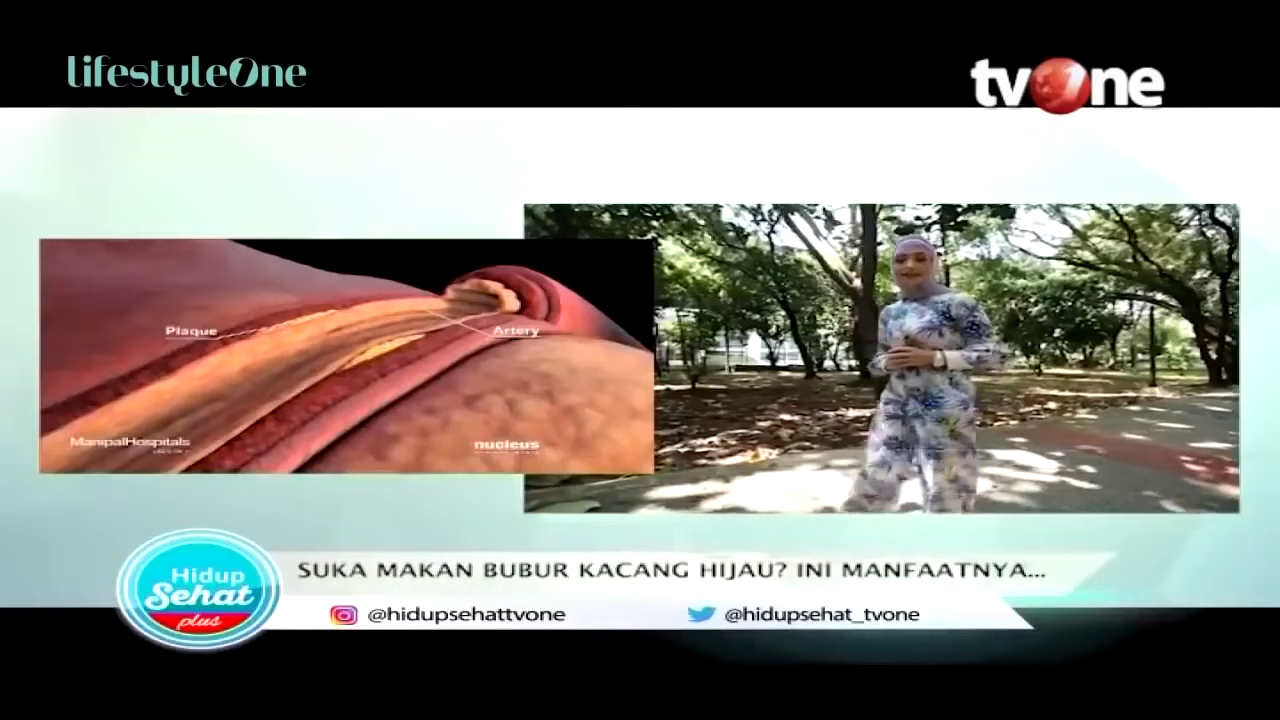 lifestyleOne
tvOne
Plaque
Artery
ManipalHospitals
nucleus
Hidup
Sehat
plus
SUKA MAKAN BUBUR KACANG HIJAU? INI MANFAATNYA...
@hidupsehattvone
@hidupsehat_tvone